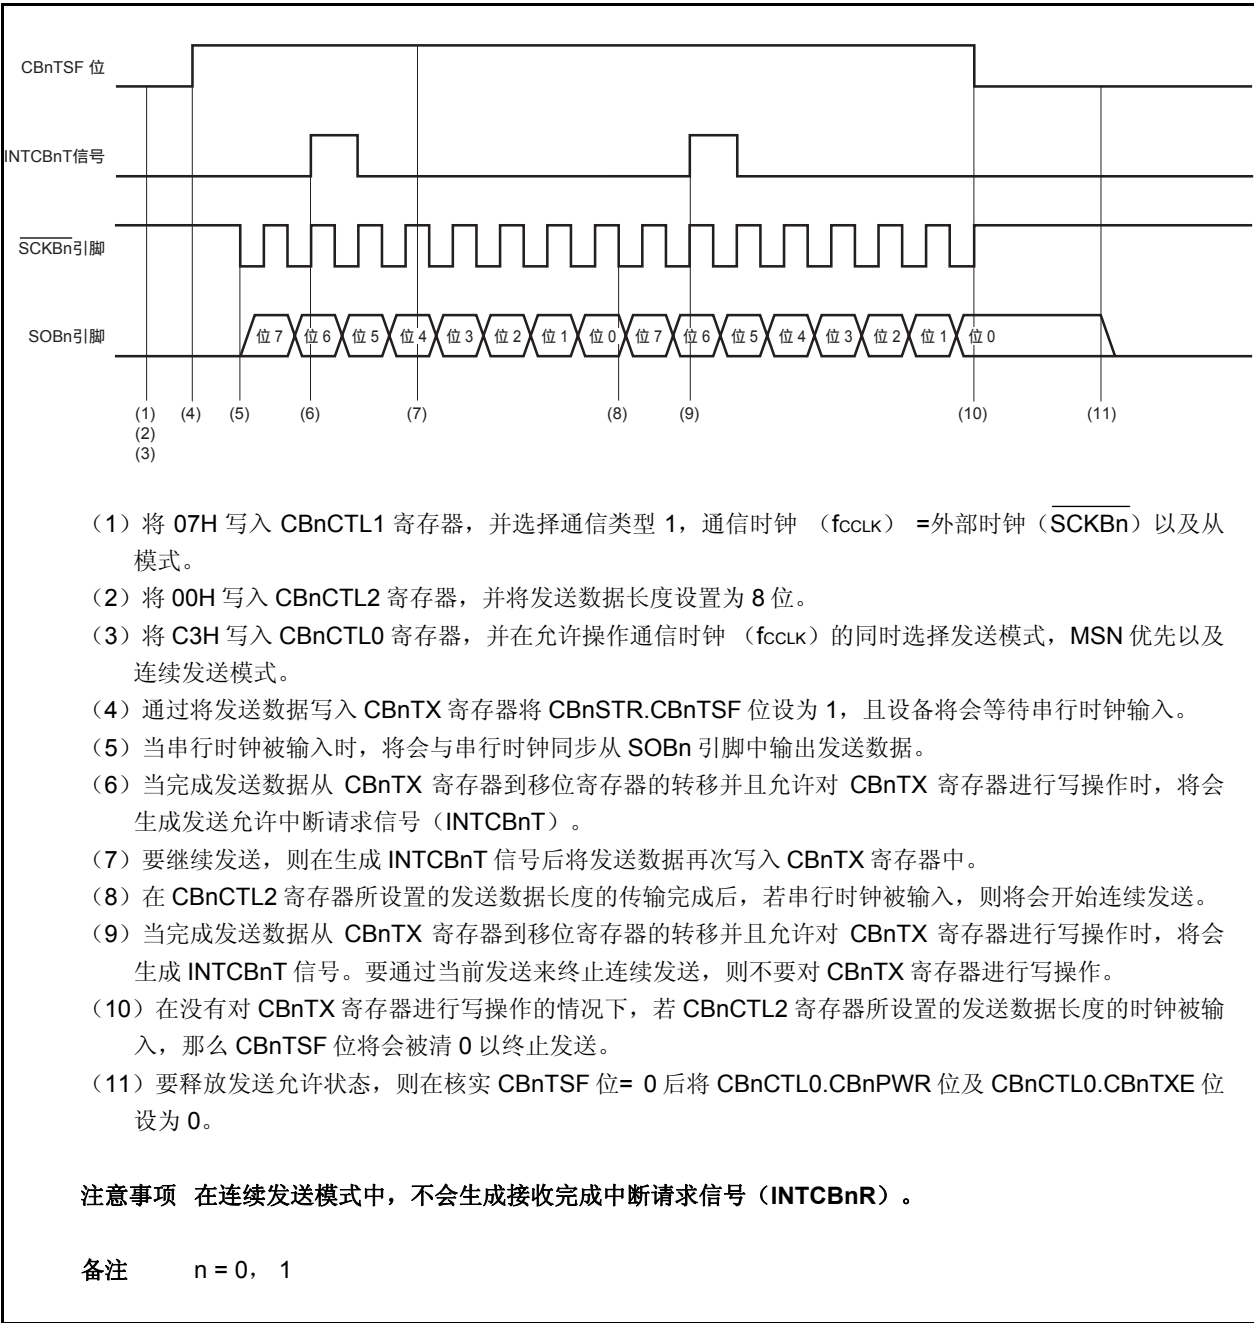 CBnTSF 位
INTCBnT信号
SCKBn引脚
SOBn引脚
位 7 位 6 位 5 位 4 位 3 位 2 位 1 位 0 位 7 位 6 位 5 位 4 位 3 位 2 位 1 位 0
(1) (4) (5) (6) (7) (8) (9) (10) (11)
(2)
(3)
（1）将 07H 写入 CBnCTL1 寄存器，并选择通信类型 1，通信时钟 （fCCLK） =外部时钟（SCKBn）以及从
模式。
（2）将 00H 写入 CBnCTL2 寄存器，并将发送数据长度设置为 8 位。
（3）将 C3H 写入 CBnCTL0 寄存器，并在允许操作通信时钟 （fCCLK）的同时选择发送模式，MSN 优先以及
连续发送模式。
（4）通过将发送数据写入 CBnTX 寄存器将 CBnSTR.CBnTSF 位设为 1，且设备将会等待串行时钟输入。
（5）当串行时钟被输入时，将会与串行时钟同步从 SOBn 引脚中输出发送数据。
（6）当完成发送数据从 CBnTX 寄存器到移位寄存器的转移并且允许对 CBnTX 寄存器进行写操作时，将会
生成发送允许中断请求信号（INTCBnT）。
（7）要继续发送，则在生成 INTCBnT 信号后将发送数据再次写入 CBnTX 寄存器中。
（8）在 CBnCTL2 寄存器所设置的发送数据长度的传输完成后，若串行时钟被输入，则将会开始连续发送。
（9）当完成发送数据从 CBnTX 寄存器到移位寄存器的转移并且允许对 CBnTX 寄存器进行写操作时，将会
生成 INTCBnT 信号。要通过当前发送来终止连续发送，则不要对 CBnTX 寄存器进行写操作。
（10）在没有对 CBnTX 寄存器进行写操作的情况下，若 CBnCTL2 寄存器所设置的发送数据长度的时钟被输
入，那么 CBnTSF 位将会被清 0 以终止发送。
（11）要释放发送允许状态，则在核实 CBnTSF 位= 0 后将 CBnCTL0.CBnPWR 位及 CBnCTL0.CBnTXE 位
设为 0。
注意事项 在连续发送模式中，不会生成接收完成中断请求信号（INTCBnR）。
备注 n = 0， 1